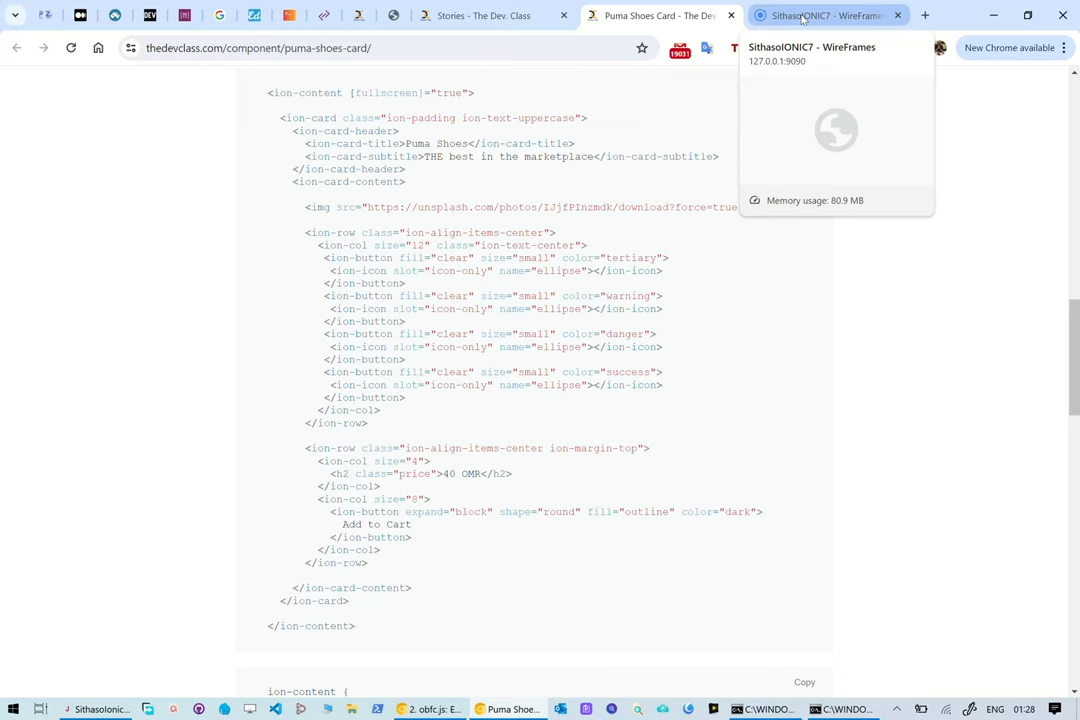 Stories - The Dev. Class
Puma Shoes Card - The Dev
SithasoIONIC7 - WireFrames
thedevclass.com/component/puma-shoes-card/
19031
New Chrome available
SithasoIONIC7 - WireFrames
127.0.0.1:9090
Memory usage: 80.9 MB
<ion-content [fullscreen]="true">
<ion-card class="ion-padding ion-text-uppercase">
<ion-card-header>
<ion-card-title>Puma Shoes</ion-card-title>
<ion-card-subtitle>THE best in the marketplace</ion-card-subtitle>
</ion-card-header>
<ion-card-content>
<img src="https://unsplash.com/photos/IJjfPInzmdk/download?force=true
<ion-row class="ion-align-items-center">
<ion-col size="12" class="ion-text-center">
<ion-button fill="clear" size="small" color="tertiary">
<ion-icon slot="icon-only" name="ellipse"></ion-icon>
</ion-button>
<ion-button fill="clear" size="small" color="warning">
<ion-icon slot="icon-only" name="ellipse"></ion-icon>
</ion-button>
<ion-button fill="clear" size="small" color="danger">
<ion-icon slot="icon-only" name="ellipse"></ion-icon>
</ion-button>
<ion-button fill="clear" size="small" color="success">
<ion-icon slot="icon-only" name="ellipse"></ion-icon>
</ion-button>
</ion-col>
</ion-row>
<ion-row class="ion-align-items-center ion-margin-top">
<ion-col size="4">
<h2 class="price">40 OMR</h2>
</ion-col>
<ion-col size="8">
<ion-button expand="block" shape="round" fill="outline" color="dark">
Add to Cart
</ion-button>
</ion-col>
</ion-row>
</ion-card-content>
</ion-card>
</ion-content>
Copy
ion-content {
SithasoIonic... 2. obfc.js: E... Puma Shoe... C:\WINDO... C:\WINDO... ENG 01:28